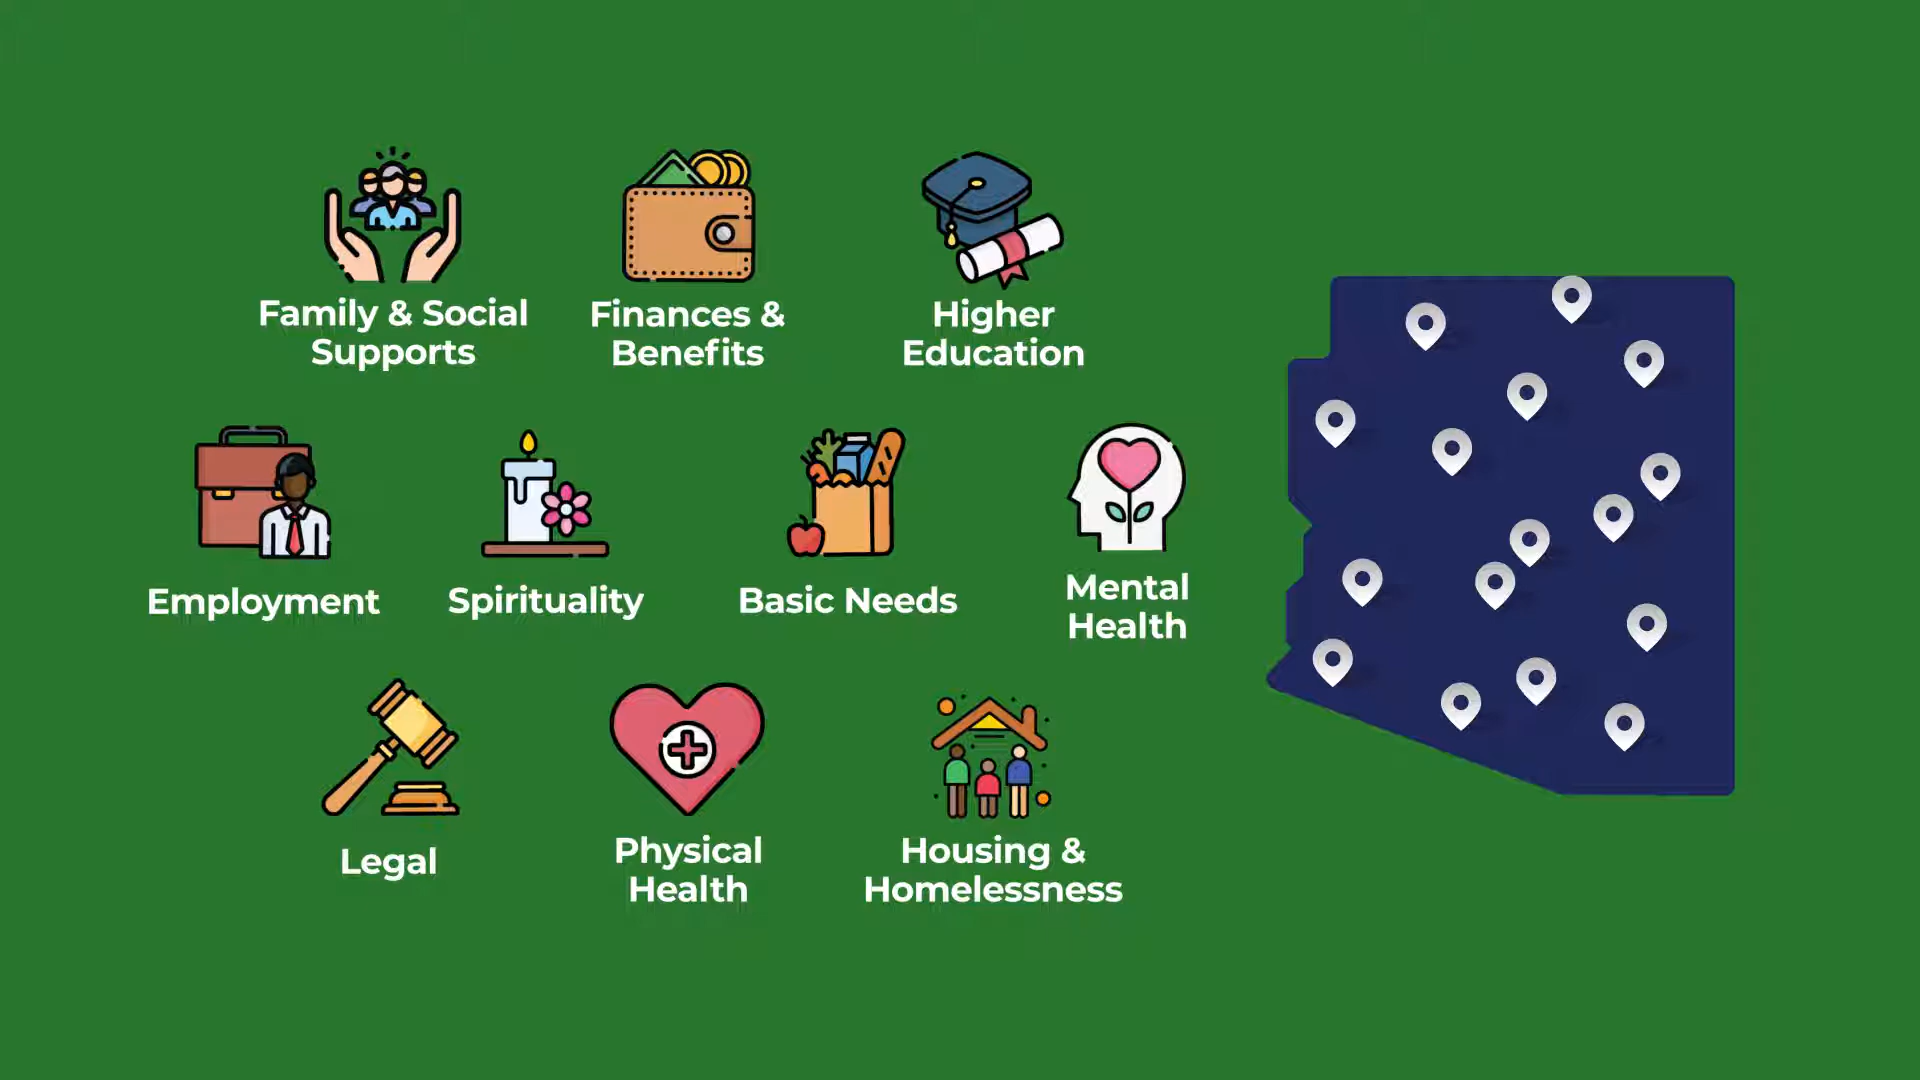 Family & Social
Supports
Finances &
Benefits
Higher
Education
Employment
Spirituality
Basic Needs
Mental
Health
Legal
Physical
Health
Housing &
Homelessness